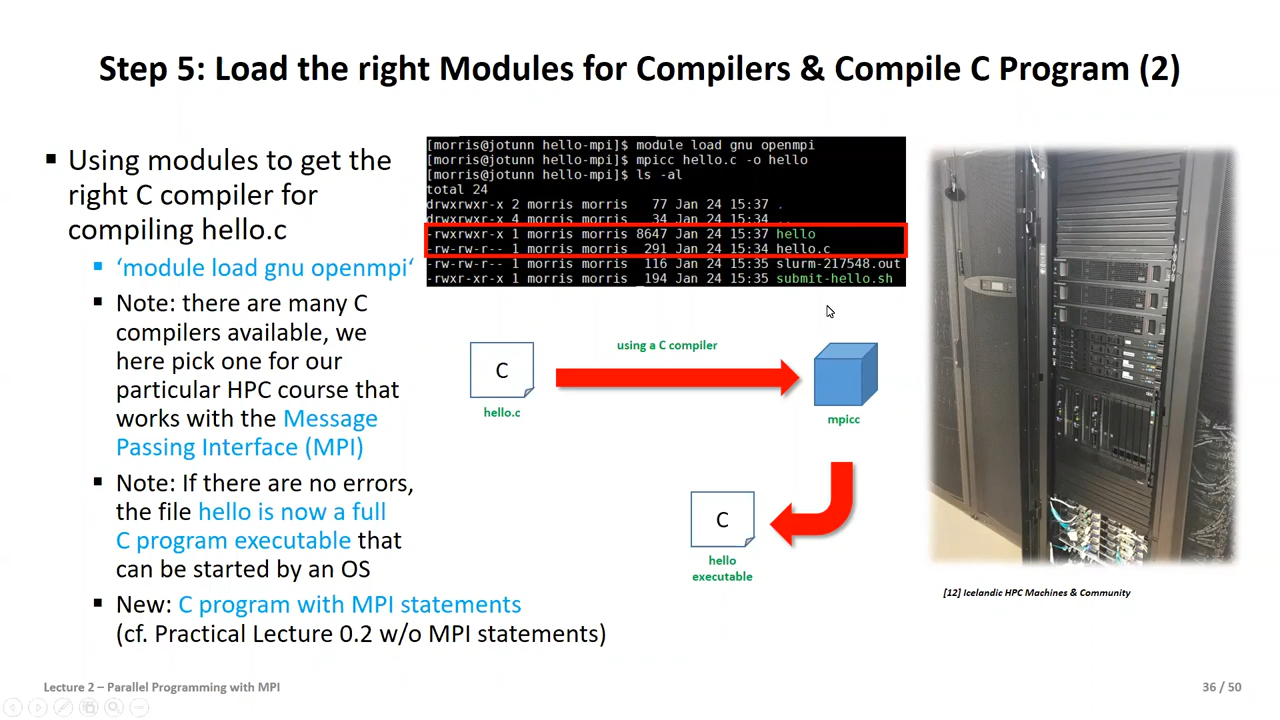 Step 5: Load the right Modules for Compilers & Compile C Program (2)
▪ Using modules to get the
right C compiler for
compiling hello.c
▪ ‘module load gnu openmpi‘
▪ Note: there are many C
compilers available, we
here pick one for our
particular HPC course that
works with the Message
Passing Interface (MPI)
▪ Note: If there are no errors,
the file hello is now a full
C program executable that
can be started by an OS
▪ New: C program with MPI statements
(cf. Practical Lecture 0.2 w/o MPI statements)
[morris@jotunn hello-mpi]$ module load gnu openmpi
[morris@jotunn hello-mpi]$ mpicc hello.c -o hello
[morris@jotunn hello-mpi]$ ls -al
total 24
drwxrwxr-x 2 morris morris 77 Jan 24 15:37 .
drwxrwxr-x 4 morris morris 34 Jan 24 15:34 ..
-rwxrwxr-x 1 morris morris 8647 Jan 24 15:37 hello
-rw-rw-r-- 1 morris morris 291 Jan 24 15:34 hello.c
-rw-rw-r-- 1 morris morris 116 Jan 24 15:35 slurm-217548.out
-rwxr-xr-x 1 morris morris 194 Jan 24 15:35 submit-hello.sh
C
hello.c
using a C compiler
mpicc
C
hello
executable
[12] Icelandic HPC Machines & Community
Lecture 2 – Parallel Programming with MPI
36 / 50